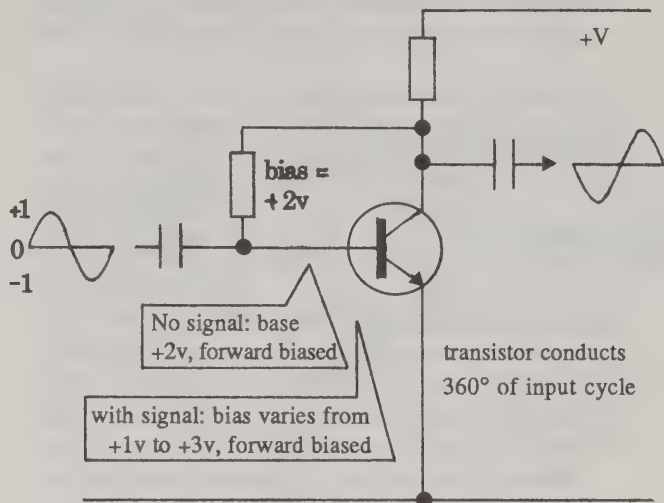 +V
bias =
+ 2v
+1
0
-1
No signal: base
+2v, forward biased
transistor conducts
360° of input cycle
with signal: bias varies from
+1v to +3v, forward biased